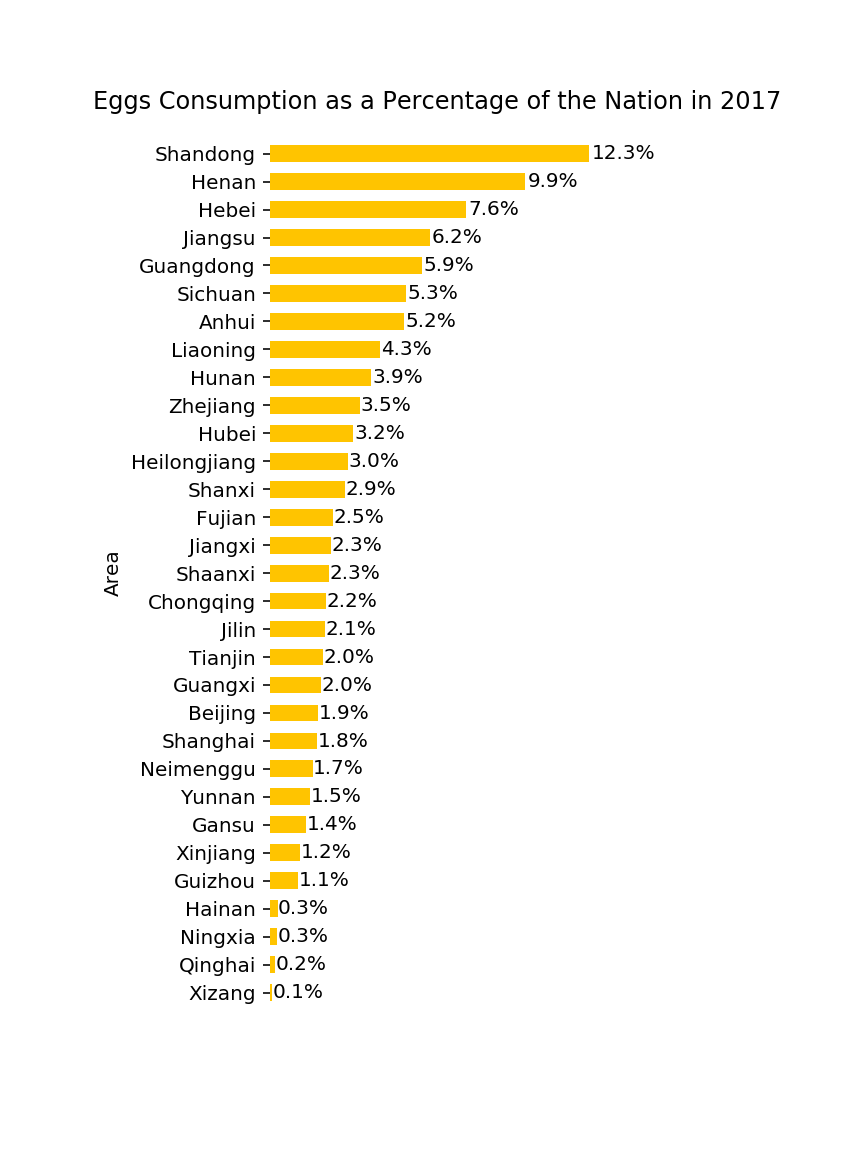 Eggs Consumption as a Percentage of the Nation in 2017
Shandong 12.3%
Henan 9.9%
Hebei 7.6%
Jiangsu 6.2%
Guangdong 5.9%
Sichuan 5.3%
Anhui 5.2%
Liaoning 4.3%
Hunan 3.9%
Zhejiang 3.5%
Hubei 3.2%
Heilongjiang 3.0%
Shanxi 2.9%
Fujian 2.5%
Jiangxi 2.3%
Shaanxi 2.3%
Chongqing 2.2%
Jilin 2.1%
Tianjin 2.0%
Guangxi 2.0%
Beijing 1.9%
Shanghai 1.8%
Neimenggu 1.7%
Yunnan 1.5%
Gansu 1.4%
Xinjiang 1.2%
Guizhou 1.1%
Hainan 0.3%
Ningxia 0.3%
Qinghai 0.2%
Xizang 0.1%
Area